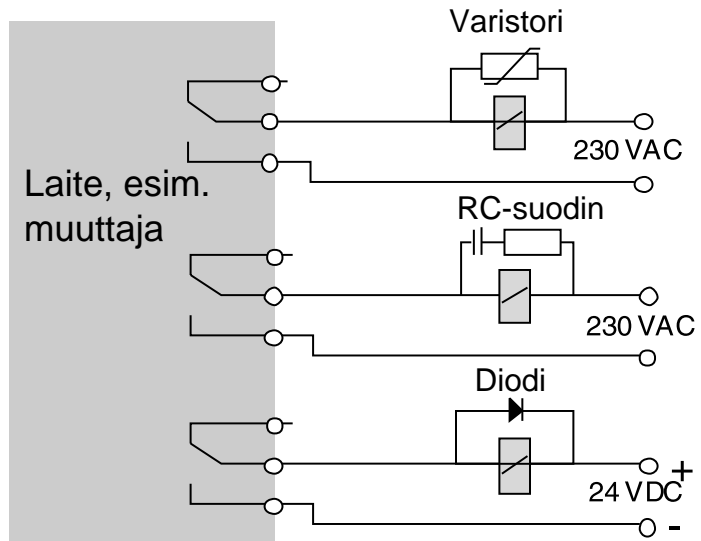 Varistori
230 VAC
Laite, esim.
muuttaja
RC-suodin
230 VAC
Diodi
+
24 VDC
-